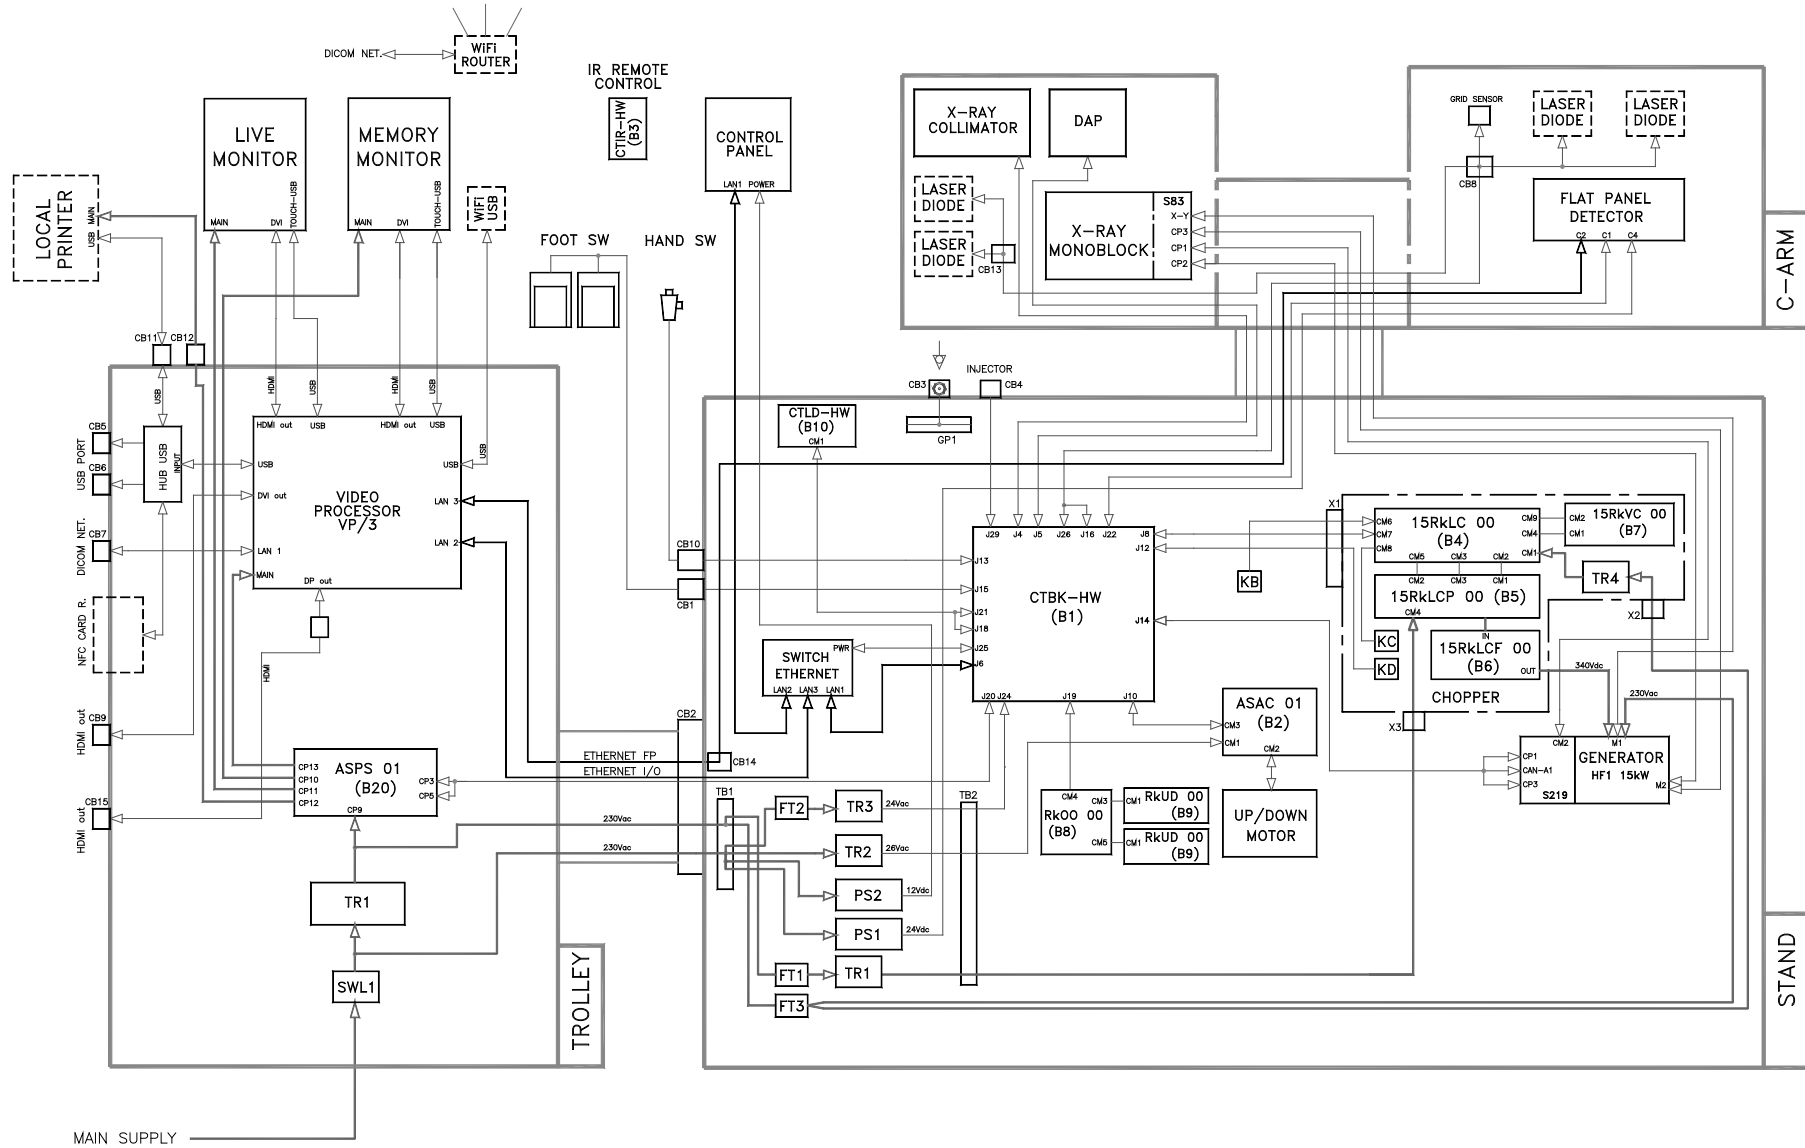 DICOM NET.
WiFi
ROUTER
IR REMOTE
CONTROL
CTIR-HW
(B3)
LIVE
MONITOR
MAIN
DVI
TOUCH-USB
MEMORY
MONITOR
MAIN
DVI
TOUCH-USB
WiFi
USB
LOCAL
PRINTER
MAIN
USB
CONTROL
PANEL
LAN1
POWER
FOOT SW
HAND SW
X-RAY
COLLIMATOR
DAP
LASER
DIODE
LASER
DIODE
CB13
X-RAY
MONOBLOCK
S83
X-Y
CP3
CP1
CP2
GRID SENSOR
CB8
LASER
DIODE
LASER
DIODE
FLAT PANEL
DETECTOR
C2
C1
C4
C-ARM
CB11
CB12
USB
HDMI
USB
HDMI
USB
USB
CB5
USB PORT
CB6
HUB USB
INPUT
CB7
DICOM NET.
NFC CARD R.
HDMI
CB9
HDMI out
CB15
HDMI out
HDMI out
USB
HDMI out
USB
USB
USB
DVI out
VIDEO
PROCESSOR
VP/3
LAN 3
LAN 2
LAN 1
MAIN
DP out
ASPS 01
(B20)
CP13
CP10
CP11
CP12
CP3
CP5
CP9
TR1
SWL1
MAIN SUPPLY
TROLLEY
ETHERNET FP
ETHERNET I/O
230Vac
230Vac
CB2
CB14
CB10
CB1
CB3
GP1
INJECTOR
CB4
CTLD-HW
(B10)
CM1
SWITCH
ETHERNET
PWR
LAN2
LAN3
LAN1
CTBK-HW
(B1)
J29
J4
J5
J26
J16
J22
J8
J12
J13
J15
J21
J18
J25
J6
J14
J20
J24
J19
J10
KB
X1
15RkLC 00
(B4)
CM6
CM7
CM8
CM9
CM4
CM1
CM5
CM3
CM2
15RkVC 00
(B7)
CM2
CM1
TR4
CM2
CM3
CM1
15RkLCP 00 (B5)
CM4
IN
15RkLCF 00
(B6)
OUT
KC
KD
CHOPPER
X2
X3
340Vdc
230Vac
CM2
M1
CP1
CAN-A1
CP3
S219
GENERATOR
HF1 15kW
M2
ASAC 01
(B2)
CM3
CM1
CM2
UP/DOWN
MOTOR
CM4
RkOO 00
(B8)
CM3
CM5
CM1
RkUD 00
(B9)
CM1
RkUD 00
(B9)
TB1
TB2
FT2
TR3
24Vac
TR2
26Vac
PS2
12Vdc
PS1
24Vdc
FT1
TR1
FT3
STAND